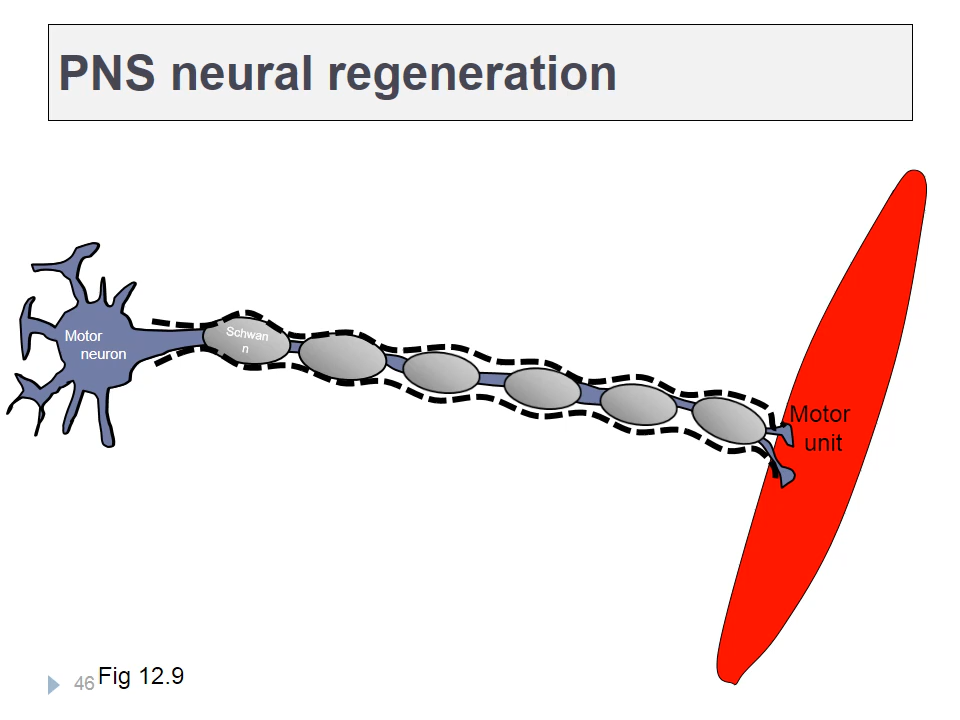 PNS neural regeneration
Motor
neuron
Schwan
n
Motor
unit
46
Fig 12.9